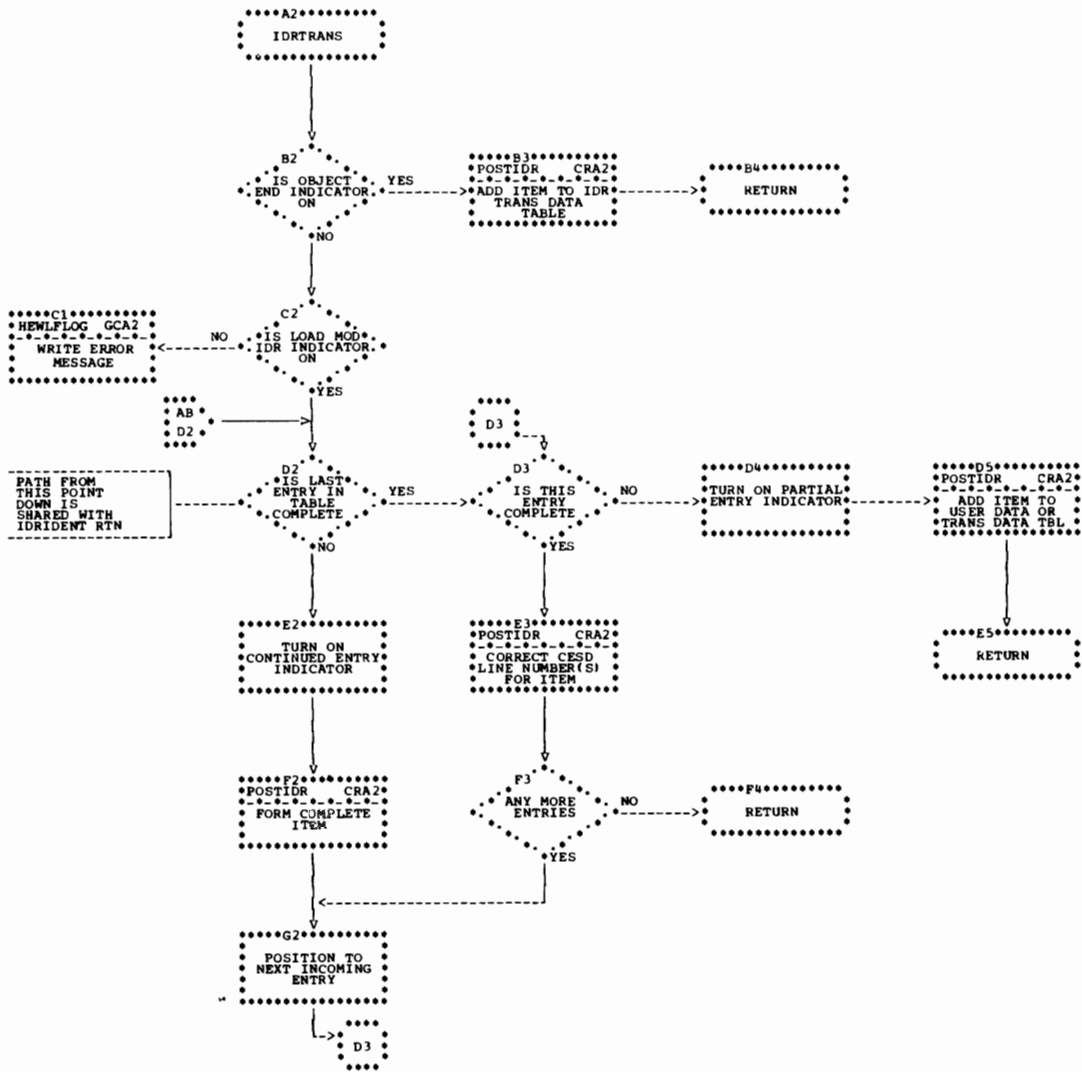 A2
IDRTRANS
B2
IS OBJECT
END INDICATOR
ON
YES
NO
B3
POSTIDR CRA2
ADD ITEM TO IDR
TRANS DATA
TABLE
B4
RETURN
C1
HEWLFLOG GCA2
WRITE ERROR
MESSAGE
NO
C2
IS LOAD MOD
IDR INDICATOR
ON
YES
AB
D2
D3
PATH FROM
THIS POINT
DOWN IS
SHARED WITH
IDRIDENT RTN
D2
IS LAST
ENTRY IN
TABLE
COMPLETE
YES
NO
D3
IS THIS
ENTRY
COMPLETE
NO
YES
D4
TURN ON PARTIAL
ENTRY INDICATOR
D5
POSTIDR CRA2
ADD ITEM TO
USER DATA OR
TRANS DATA TBL
E2
TURN ON
CONTINUED ENTRY
INDICATOR
E3
POSTIDR CRA2
CORRECT CESD
LINE NUMBER(S)
FOR ITEM
E5
RETURN
F2
POSTIDR CRA2
FORM COMPLETE
ITEM
F3
ANY MORE
ENTRIES
NO
YES
F4
RETURN
G2
POSITION TO
NEXT INCOMING
ENTRY
D3